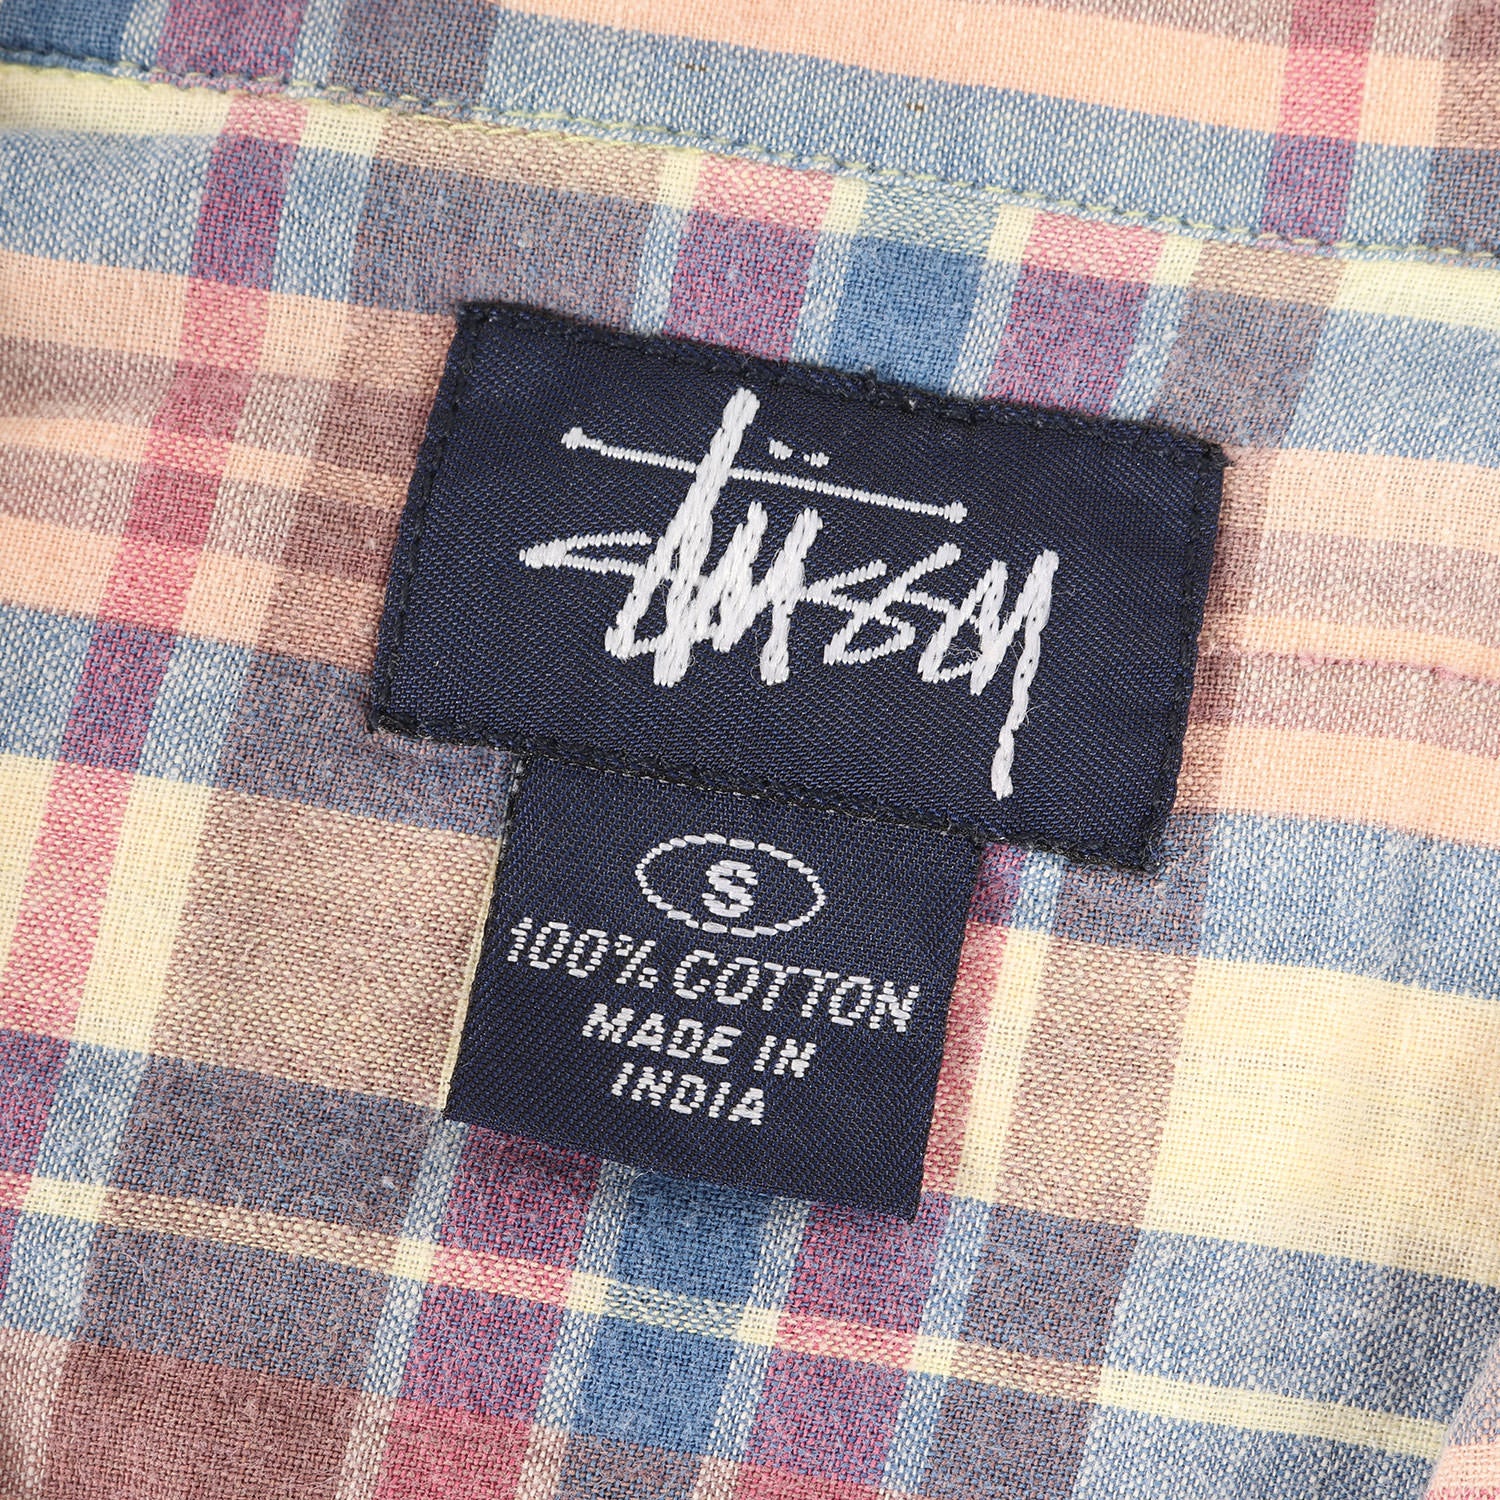 Stüssy
S
100% COTTON
MADE IN
INDIA